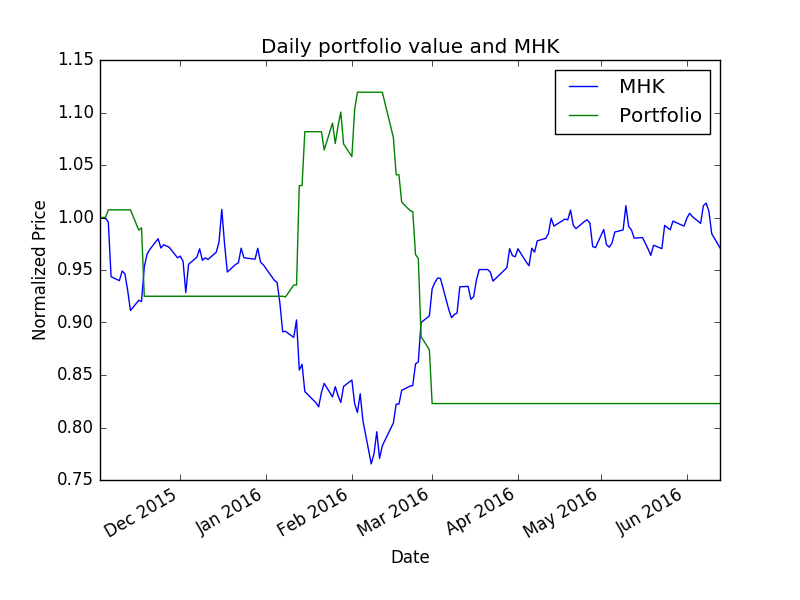 Daily portfolio value and MHK
1.15
1.10
1.05
1.00
0.95
0.90
0.85
0.80
0.75
Normalized Price
MHK
Portfolio
Dec 2015
Jan 2016
Feb 2016
Mar 2016
Apr 2016
May 2016
Jun 2016
Date